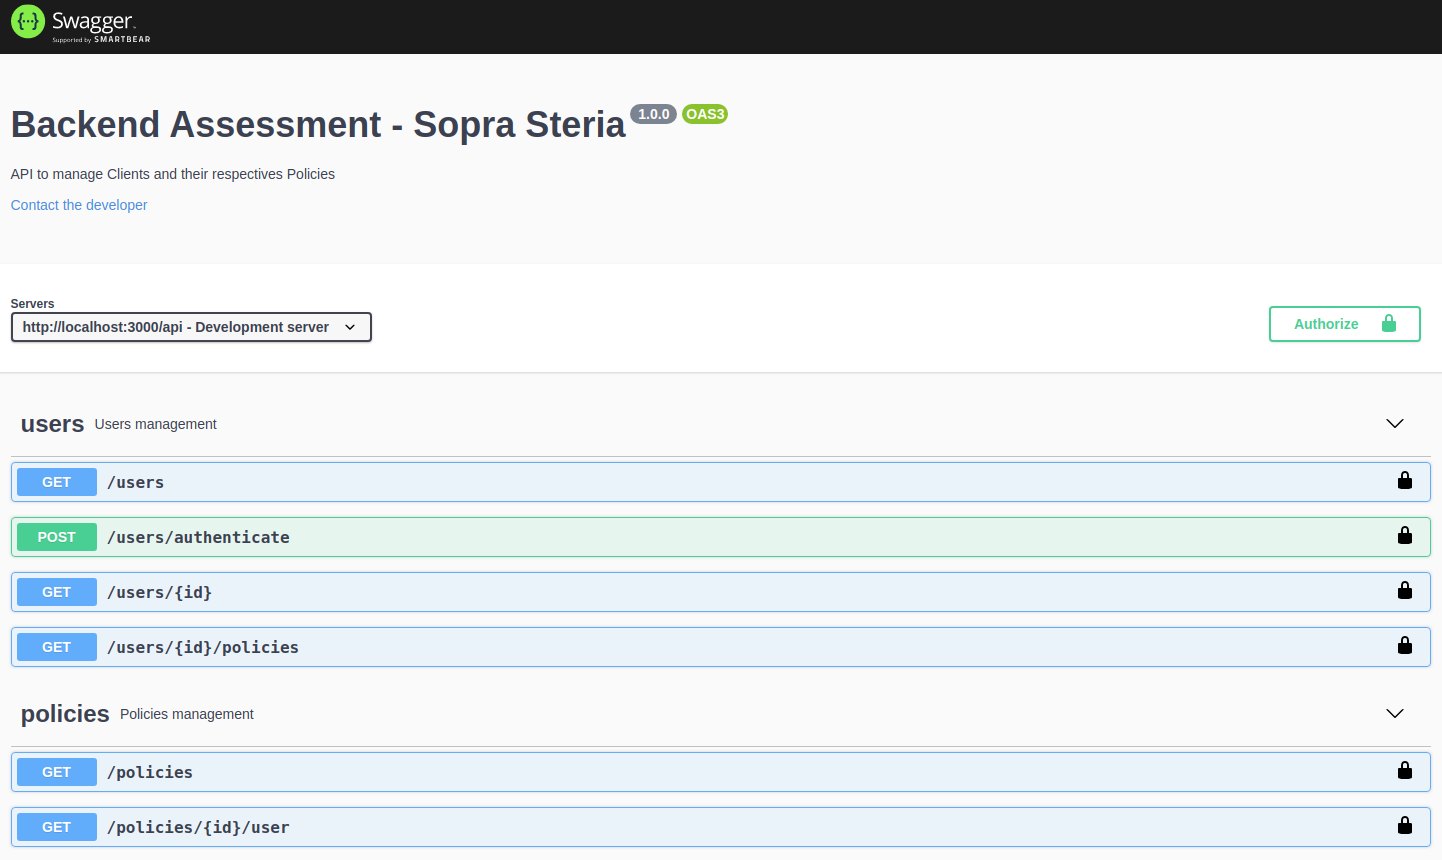 {···} Swagger
Supported by SMARTBEAR
Backend Assessment - Sopra Steria 1.0.0 OAS3
API to manage Clients and their respectives Policies
Contact the developer
Servers
http://localhost:3000/api - Development server
Authorize
users Users management
GET /users
POST /users/authenticate
GET /users/{id}
GET /users/{id}/policies
policies Policies management
GET /policies
GET /policies/{id}/user